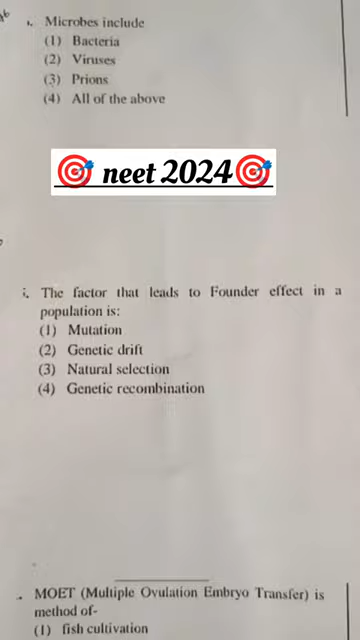 Microbes include
(1) Bacteria
(2) Viruses
(3) Prions
(4) All of the above
🎯 neet 2024🎯
The factor that leads to Founder effect in a
population is:
(1) Mutation
(2) Genetic drift
(3) Natural selection
(4) Genetic recombination
MOET (Multiple Ovulation Embryo Transfer) is
method of-
(1) fish cultivation